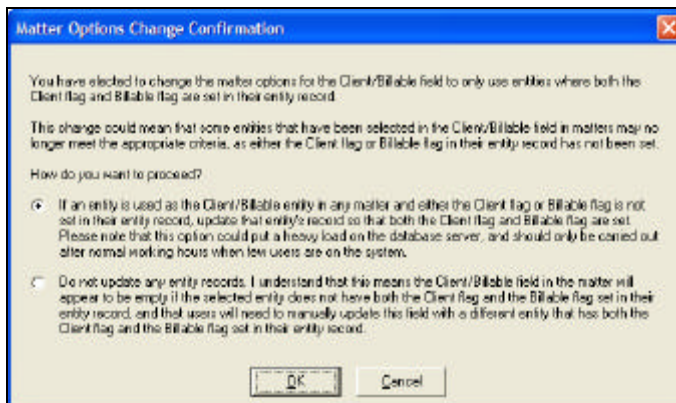 Matter Options Change Confirmation
You have elected to change the matter options for the Client/Billable field to only use entities where both the
Client flag and Billable flag are set in their entity record.
This change could mean that some entities that have been selected in the Client/Billable field in matters may no
longer meet the appropriate criteria, as either the Client flag or Billable flag in their entity record has not been set.
How do you want to proceed?
If an entity is used as the Client/Billable entity in any matter and either the Client flag or Billable flag is not
set in their entity record, update that entity's record so that both the Client flag and Billable flag are set.
Please note that this option could put a heavy load on the database server, and should only be carried out
after normal working hours when few users are on the system.
Do not update any entity records. I understand that this means the Client/Billable field in the matter will
appear to be empty if the selected entity does not have both the Client flag and the Billable flag set in their
entity record, and that users will need to manually update this field with a different entity that has both the
Client flag and the Billable flag set in their entity record.
OK Cancel